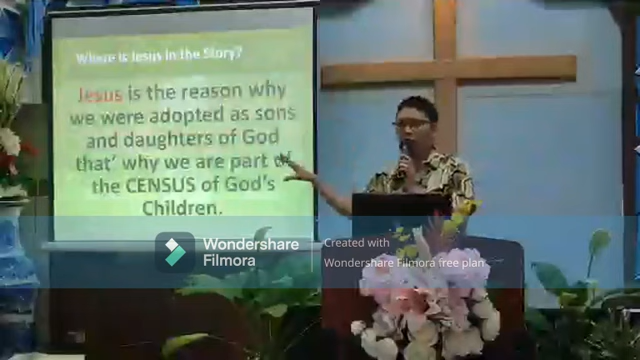 Where is Jesus in the Story?
Jesus is the reason why
we were adopted as sons
and daughters of God
that' why we are part of
the CENSUS of God's
Children.
Wondershare
Filmora
Created with
Wondershare Filmora free plan